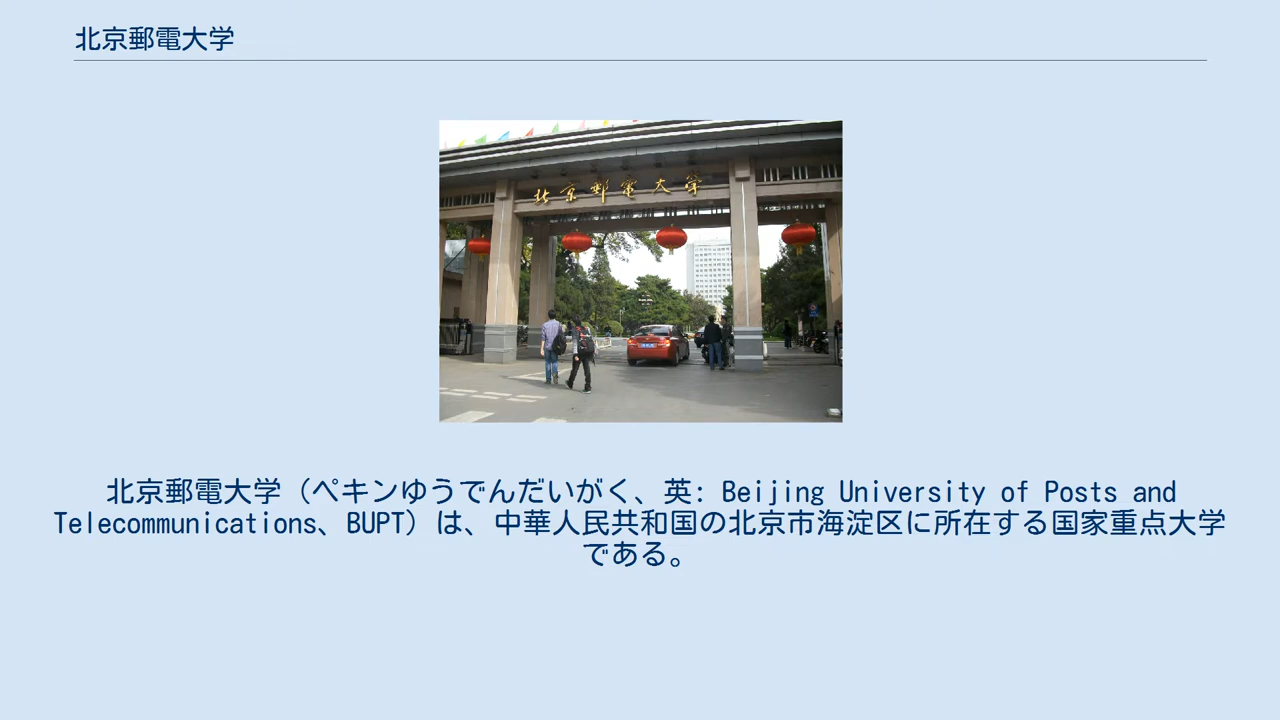 北京郵電大学
北京郵電大学
北京郵電大学（ペキンゆうでんだいがく、英: Beijing University of Posts and
Telecommunications、BUPT）は、中華人民共和国の北京市海淀区に所在する国家重点大学
である。